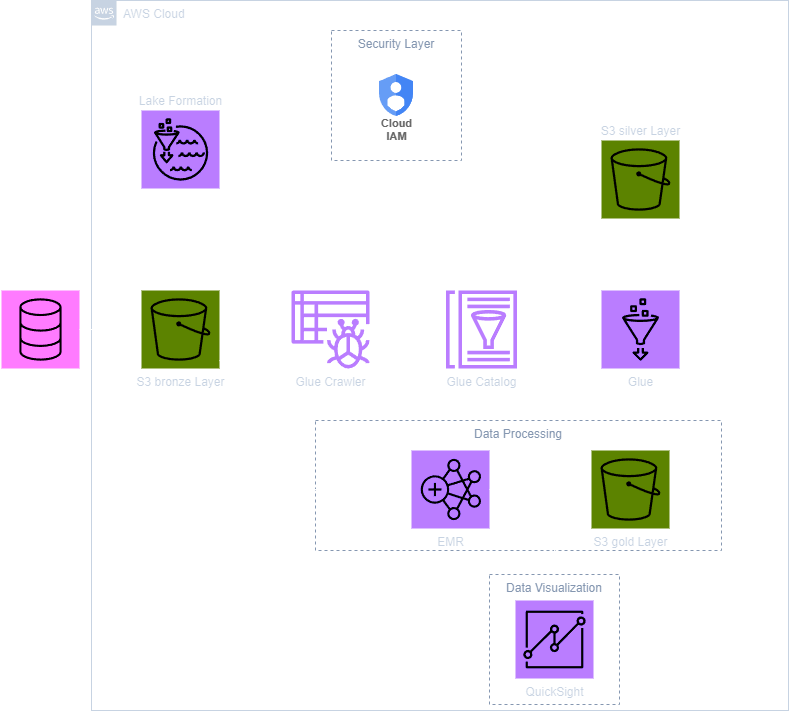 aws
AWS Cloud
Security Layer
Cloud
IAM
Lake Formation
S3 silver Layer
S3 bronze Layer
Glue Crawler
Glue Catalog
Glue
Data Processing
EMR
S3 gold Layer
Data Visualization
QuickSight